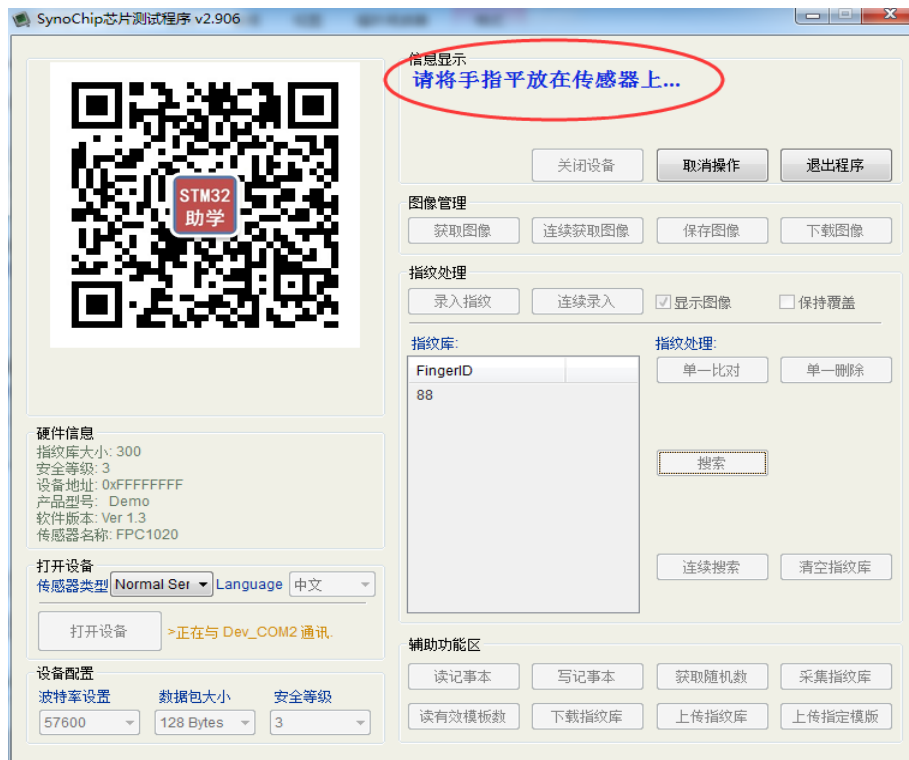 SynoChip芯片测试程序 v2.906
STM32
助学
信息显示
请将手指平放在传感器上...
关闭设备 取消操作 退出程序
图像管理
获取图像 连续获取图像 保存图像 下载图像
指纹处理
录入指纹 连续录入 显示图像 保持覆盖
指纹库: 指纹处理:
FingerID
88
单一比对 单一删除
搜索
连续搜索 清空指纹库
硬件信息
指纹库大小: 300
安全等级: 3
设备地址: 0xFFFFFFFF
产品型号: Demo
软件版本: Ver 1.3
传感器名称: FPC1020
打开设备
传感器类型 Normal Ser Language 中文
打开设备 >正在与 Dev_COM2 通讯.
设备配置
波特率设置 数据包大小 安全等级
57600 128 Bytes 3
辅助功能区
读记事本 写记事本 获取随机数 采集指纹库
读有效模板数 下载指纹库 上传指纹库 上传指定模版